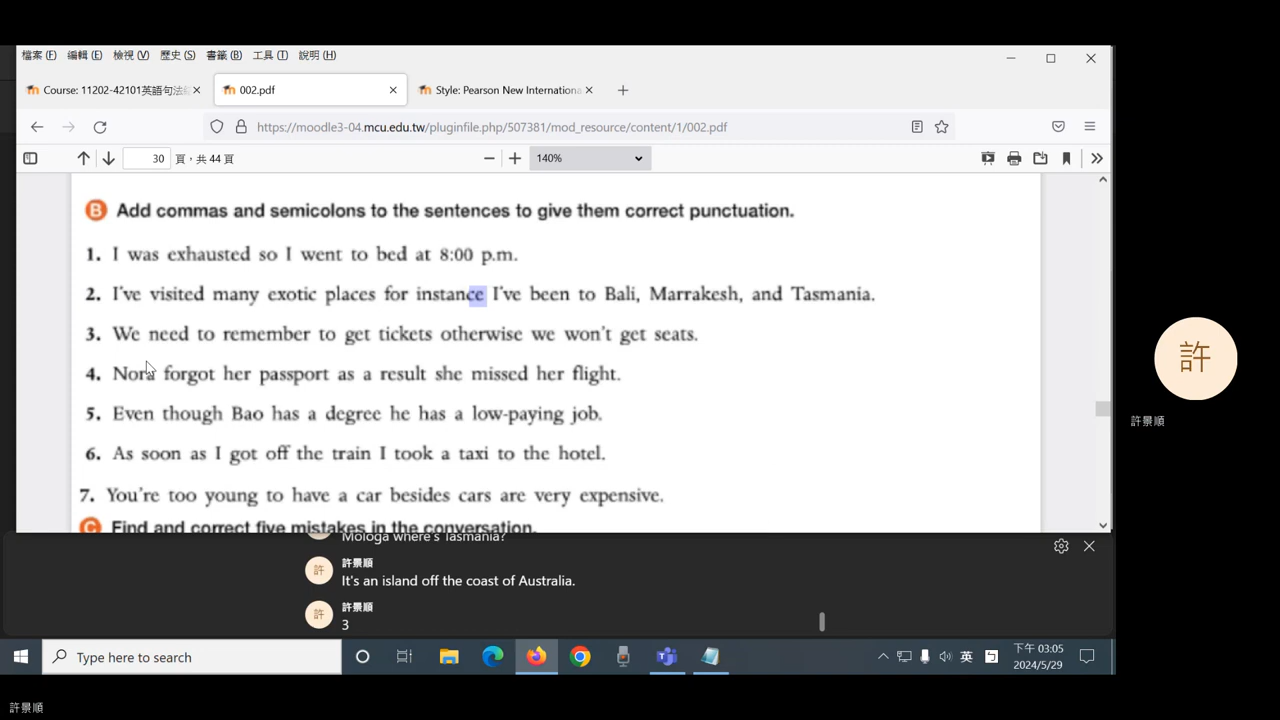 檔案 (F) 編輯 (E) 檢視 (V) 歷史 (S) 書籤 (B) 工具 (T) 說明 (H)
Course: 11202-42101英語句法結
002.pdf
Style: Pearson New Internationa
https://moodle3-04.mcu.edu.tw/pluginfile.php/507381/mod_resource/content/1/002.pdf
30 頁，共 44 頁
140%
B Add commas and semicolons to the sentences to give them correct punctuation.
1. I was exhausted so I went to bed at 8:00 p.m.
2. I've visited many exotic places for instance I've been to Bali, Marrakesh, and Tasmania.
3. We need to remember to get tickets otherwise we won't get seats.
4. Nora forgot her passport as a result she missed her flight.
5. Even though Bao has a degree he has a low-paying job.
6. As soon as I got off the train I took a taxi to the hotel.
7. You're too young to have a car besides cars are very expensive.
C Find and correct five mistakes in the conversation.
Mologa where's Tasmania?
許 許景順
It's an island off the coast of Australia.
許 許景順
3
許
許景順
Type here to search
英
下午 03:05
2024/5/29
許景順